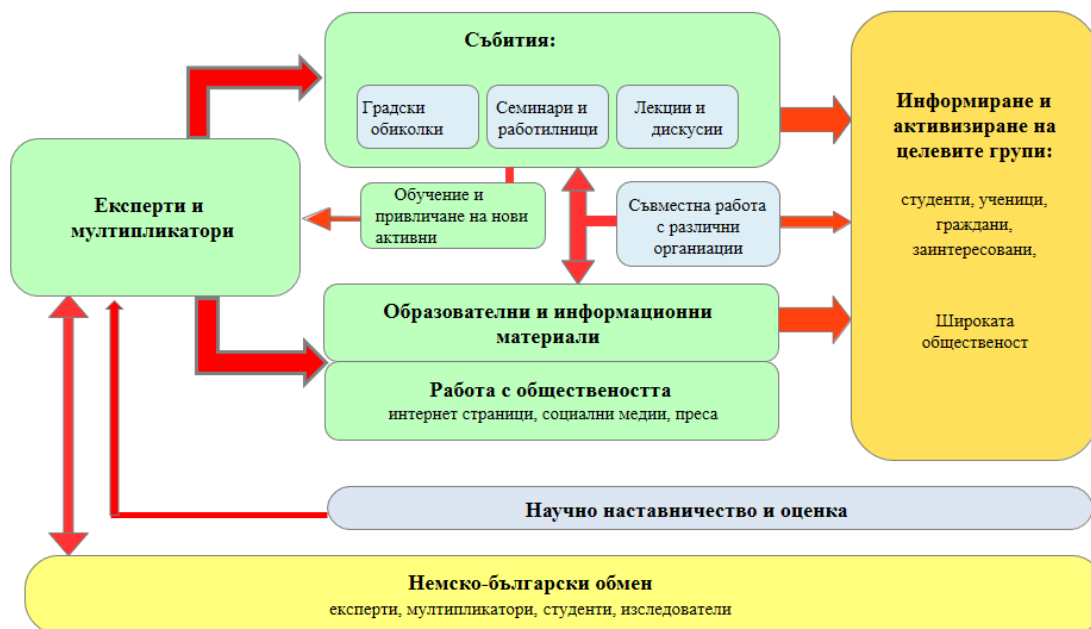 Събития:
Градски
обиколки
Семинари и
работилници
Лекции и
дискусии
Информиране и
активизиране на
целевите групи:
студенти, ученици,
граждани,
заинтересовани,
Широката
общественост
Експерти и
мултипликатори
Обучение и
привличане на нови
активни
Съвместна работа
с различни
органиации
Образователни и информационни
материали
Работа с обществеността
интернет страници, социални медии, преса
Научно наставничество и оценка
Немско-български обмен
експерти, мултипликатори, студенти, изследователи